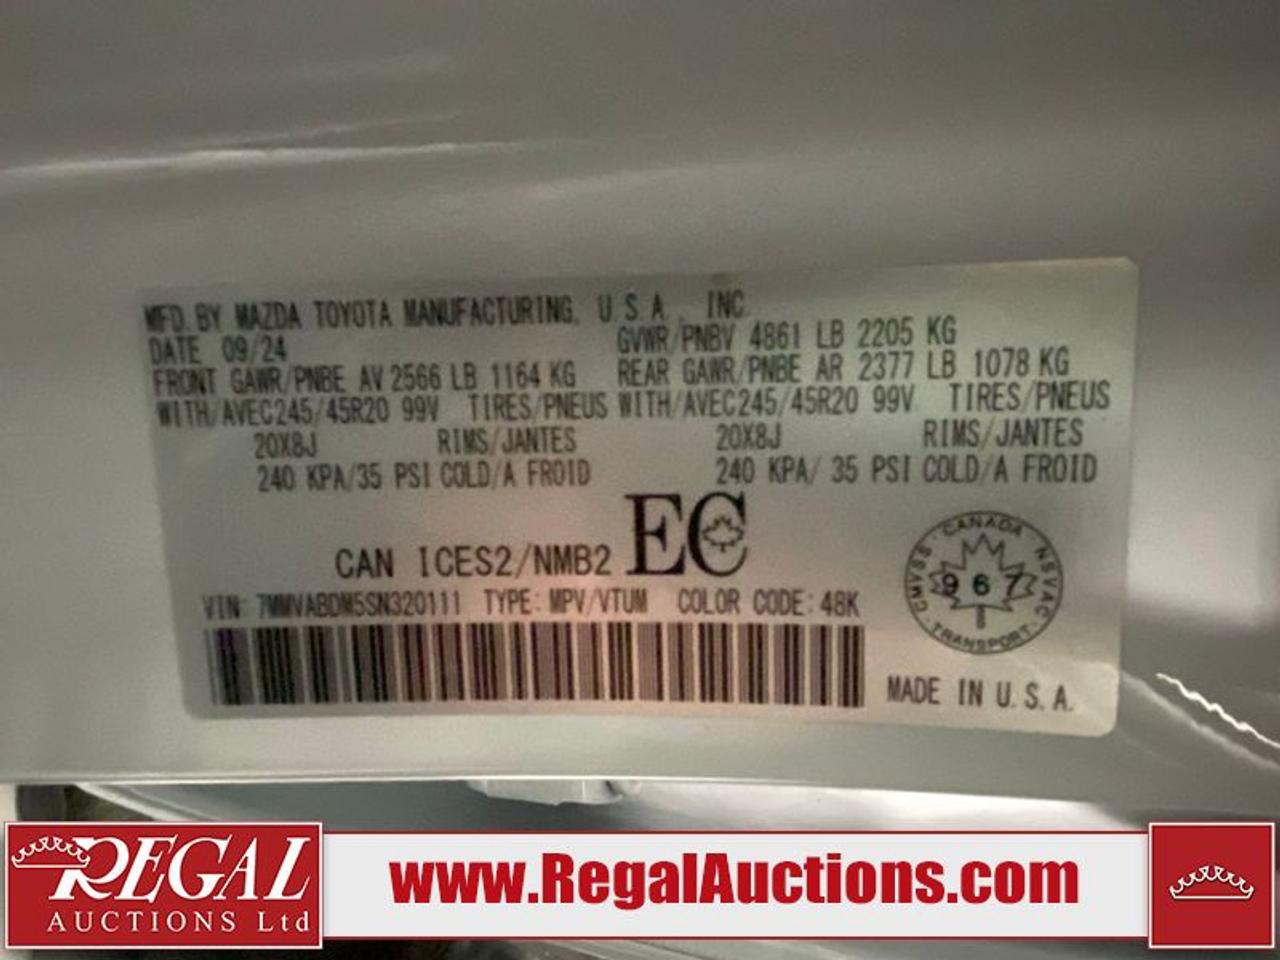 MFD. BY MAZDA TOYOTA MANUFACTURING, U.S.A., INC.
DATE 09/24 GVWR/PNBV 4861 LB 2205 KG
FRONT GAWR/PNBE AV 2566 LB 1164 KG REAR GAWR/PNBE AR 2377 LB 1078 KG
WITH/AVEC245/45R20 99V TIRES/PNEUS WITH/AVEC245/45R20 99V TIRES/PNEUS
20X8J RIMS/JANTES 20X8J RIMS/JANTES
240 KPA/35 PSI COLD/A FROID 240 KPA/ 35 PSI COLD/A FROID
CAN ICES2/NMB2 EC
VIN: 7MMVABDM5SN320111 TYPE: MPV/VTUM COLOR CODE: 48K
CANADA
CMVSS 967 NSVAC
TRANSPORT
MADE IN U.S.A.
REGAL
AUCTIONS Ltd
www.RegalAuctions.com